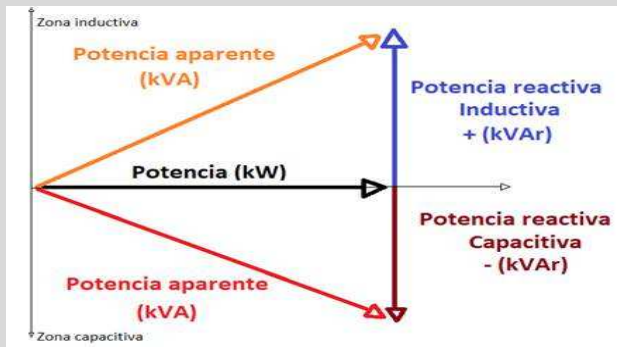 Zona inductiva
Potencia aparente
(kVA)
Potencia reactiva
Inductiva
+ (kVAr)
Potencia (kW)
Potencia reactiva
Capacitiva
- (kVAr)
Potencia aparente
(kVA)
Zona capacitiva